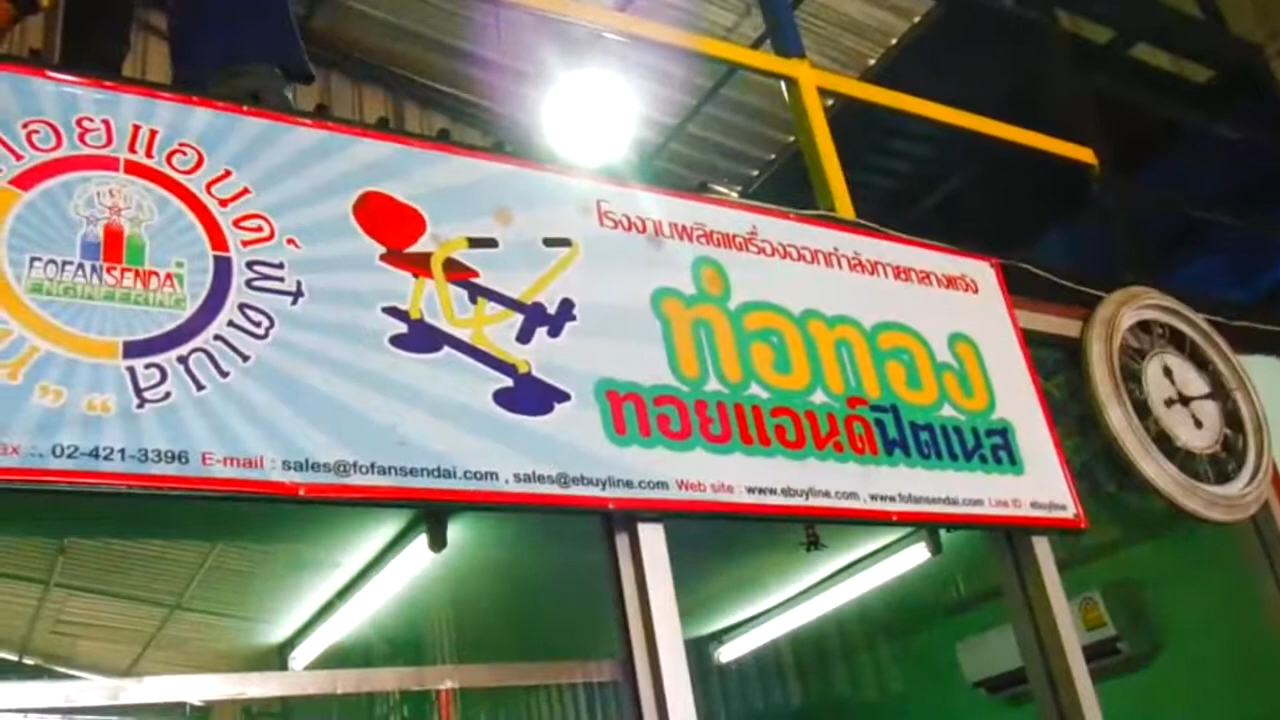 ทอยแอนด์ฟิตเนส
FOFANSENDAi
ENGINEERING
โรงงานผลิตเครื่องออกกำลังกายกลางแจ้ง
ท่อทอง
ทอยแอนด์ฟิตเนส
ax :. 02-421-3396 E-mail : sales@fofansendai.com , sales@ebuyline.com Web site : www.ebuyline.com , www.fofansendai.com Line ID : ebuyline